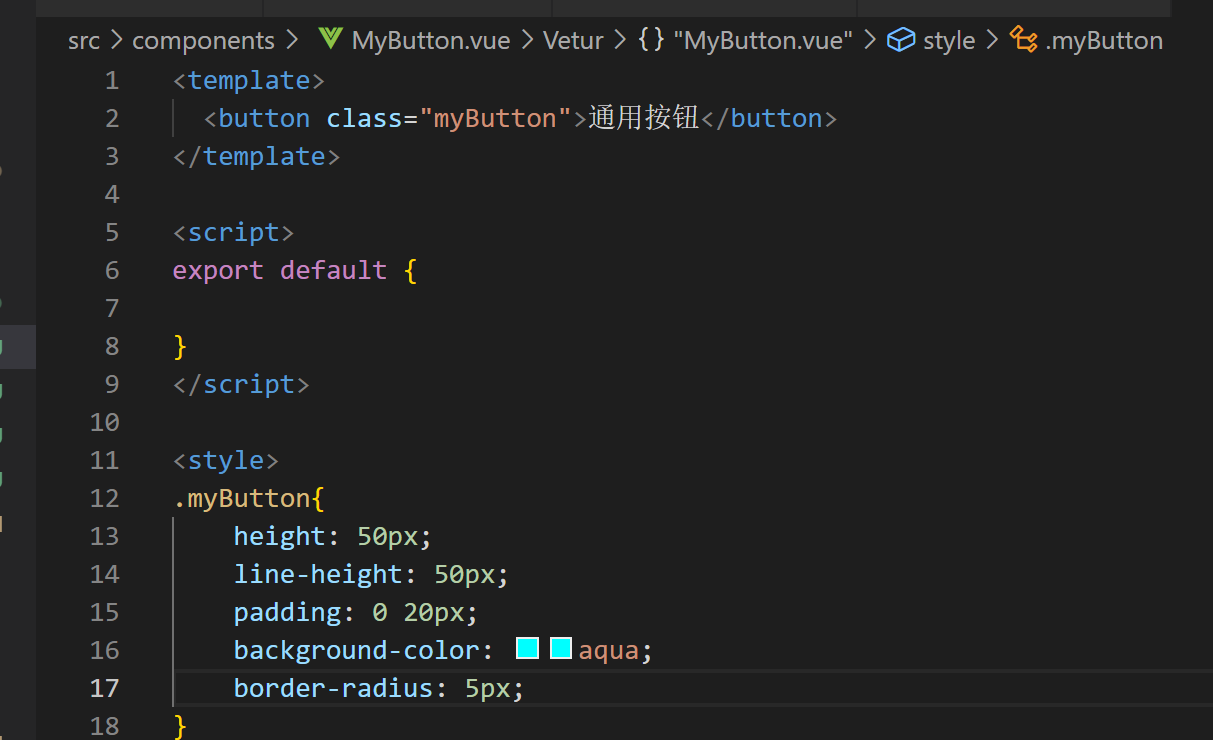 src > components > MyButton.vue > Vetur > {} "MyButton.vue" > style > .myButton
1 <template>
2   <button class="myButton">通用按钮</button>
3 </template>
4
5 <script>
6 export default {
7
8 }
9 </script>
10
11 <style>
12 .myButton{
13     height: 50px;
14     line-height: 50px;
15     padding: 0 20px;
16     background-color: aqua;
17     border-radius: 5px;
18 }